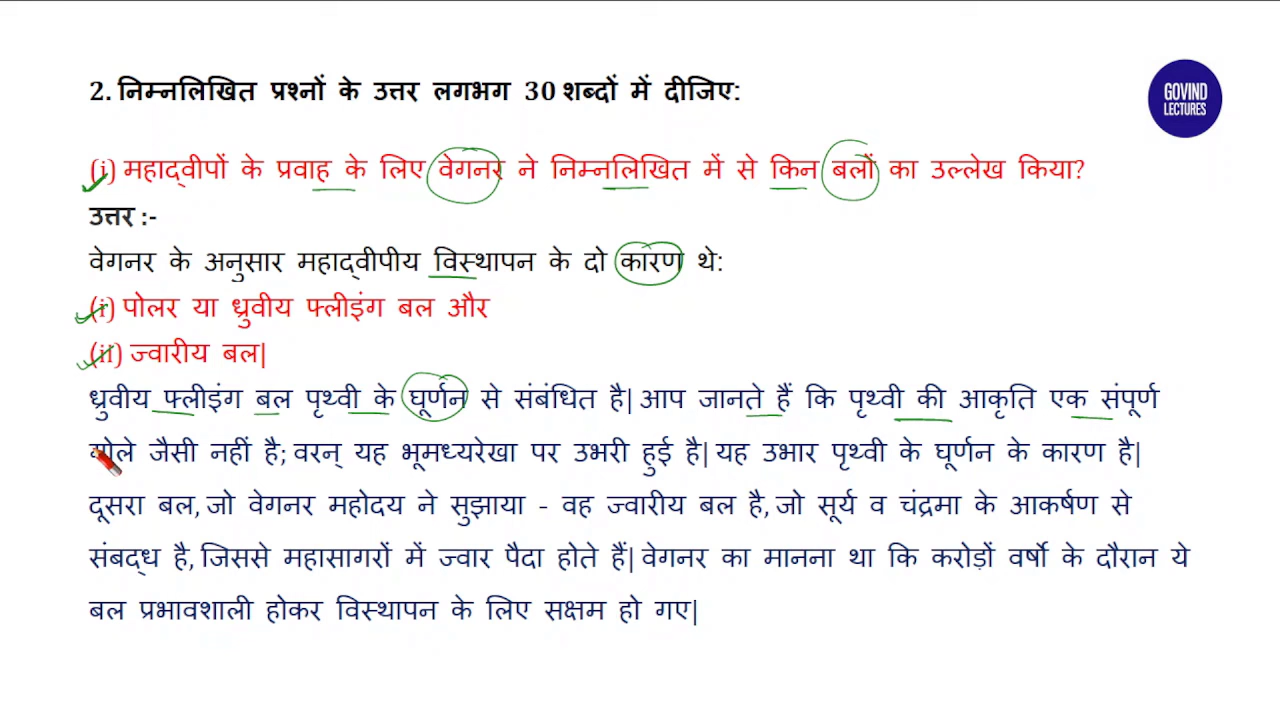 2. निम्नलिखित प्रश्नों के उत्तर लगभग 30 शब्दों में दीजिए:
GOVIND
LECTURES
(i) महाद्वीपों के प्रवाह के लिए वेगनर ने निम्नलिखित में से किन बलों का उल्लेख किया?
उत्तर :-
वेगनर के अनुसार महाद्वीपीय विस्थापन के दो कारण थे:
(i) पोलर या ध्रुवीय फ्लीइंग बल और
(ii) ज्वारीय बल|
ध्रुवीय फ्लीइंग बल पृथ्वी के घूर्णन से संबंधित है| आप जानते हैं कि पृथ्वी की आकृति एक संपूर्ण
गोले जैसी नहीं है; वरन् यह भूमध्यरेखा पर उभरी हुई है| यह उभार पृथ्वी के घूर्णन के कारण है|
दूसरा बल, जो वेगनर महोदय ने सुझाया - वह ज्वारीय बल है, जो सूर्य व चंद्रमा के आकर्षण से
संबद्ध है, जिससे महासागरों में ज्वार पैदा होते हैं| वेगनर का मानना था कि करोड़ों वर्षो के दौरान ये
बल प्रभावशाली होकर विस्थापन के लिए सक्षम हो गए|